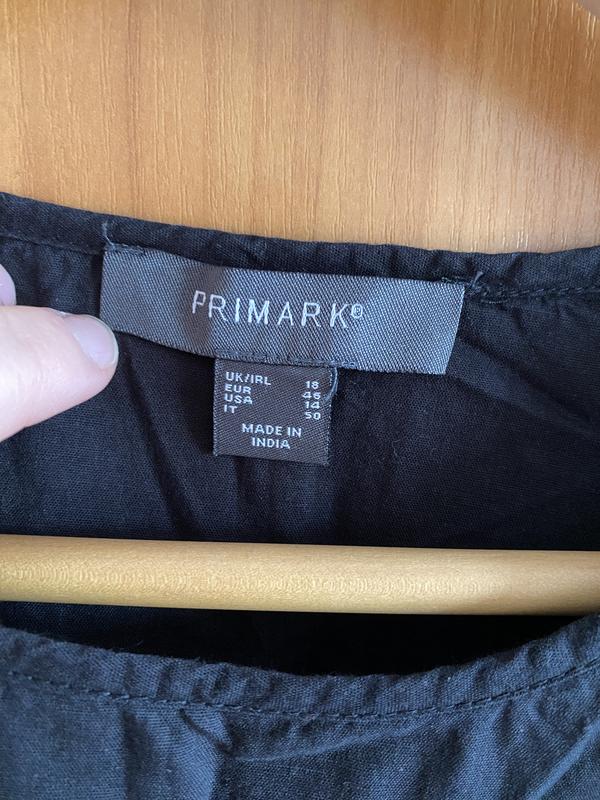 PRIMARK®
UK/IRL 18
EUR 46
USA 14
IT 50
MADE IN
INDIA